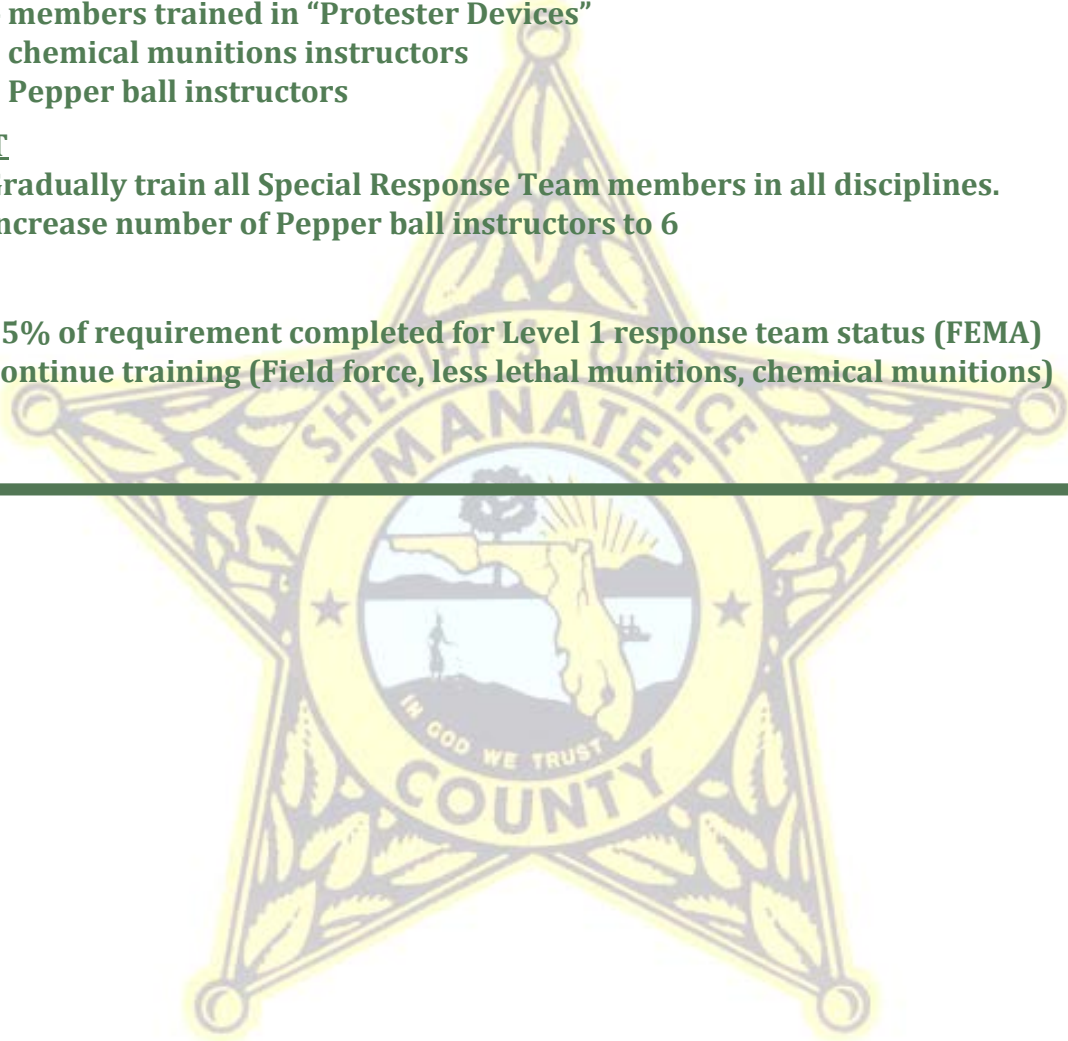 members trained in “Protester Devices”
chemical munitions instructors
Pepper ball instructors
T
radually train all Special Response Team members in all disciplines.
ncrease number of Pepper ball instructors to 6
5% of requirement completed for Level 1 response team status (FEMA)
ontinue training (Field force, less lethal munitions, chemical munitions)
SHERIFF'S OFFICE
MANATEE
IN GOD WE TRUST
COUNTY